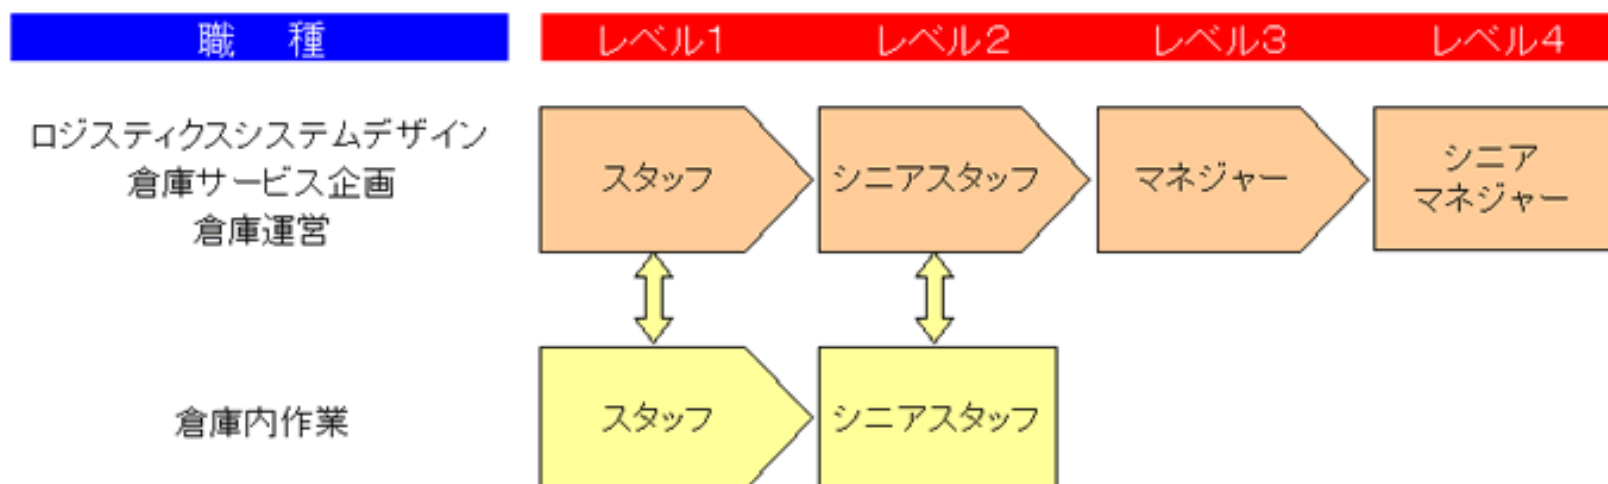 職 種
レベル1 レベル2 レベル3 レベル4
ロジスティクスシステムデザイン
倉庫サービス企画
倉庫運営
スタッフ
シニアスタッフ
マネジャー
シニア
マネジャー
倉庫内作業
スタッフ
シニアスタッフ